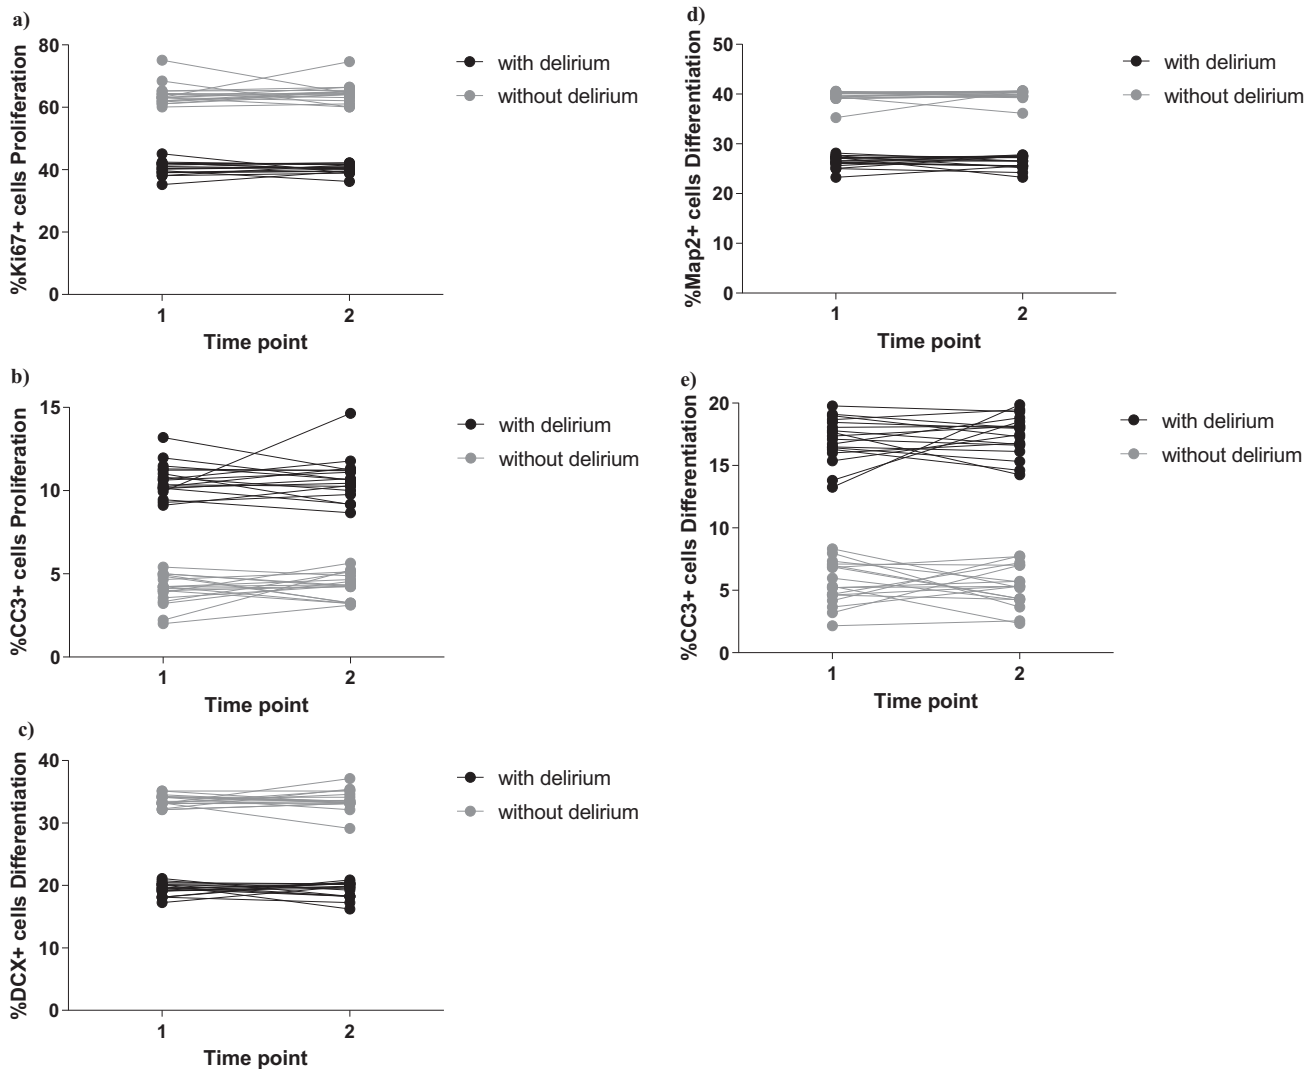 a)
%Ki67+ cells Proliferation
80
60
40
20
0
1
2
Time point
with delirium
without delirium
b)
%CC3+ cells Proliferation
15
10
5
0
1
2
Time point
with delirium
without delirium
c)
%DCX+ cells Differentiation
40
30
20
10
0
1
2
Time point
with delirium
without delirium
d)
%Map2+ cells Differentiation
50
40
30
20
10
0
1
2
Time point
with delirium
without delirium
e)
%CC3+ cells Differentiation
20
15
10
5
0
1
2
Time point
with delirium
without delirium